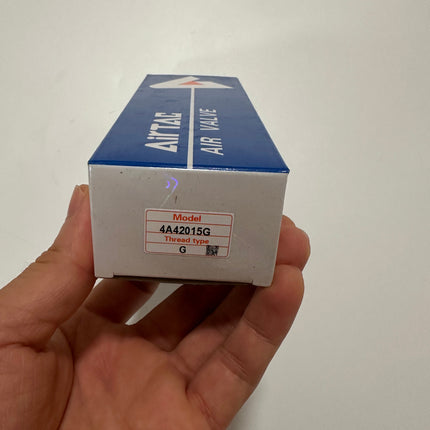 AirTAC
AIR VALVE
Model
4A42015G
Thread type
G